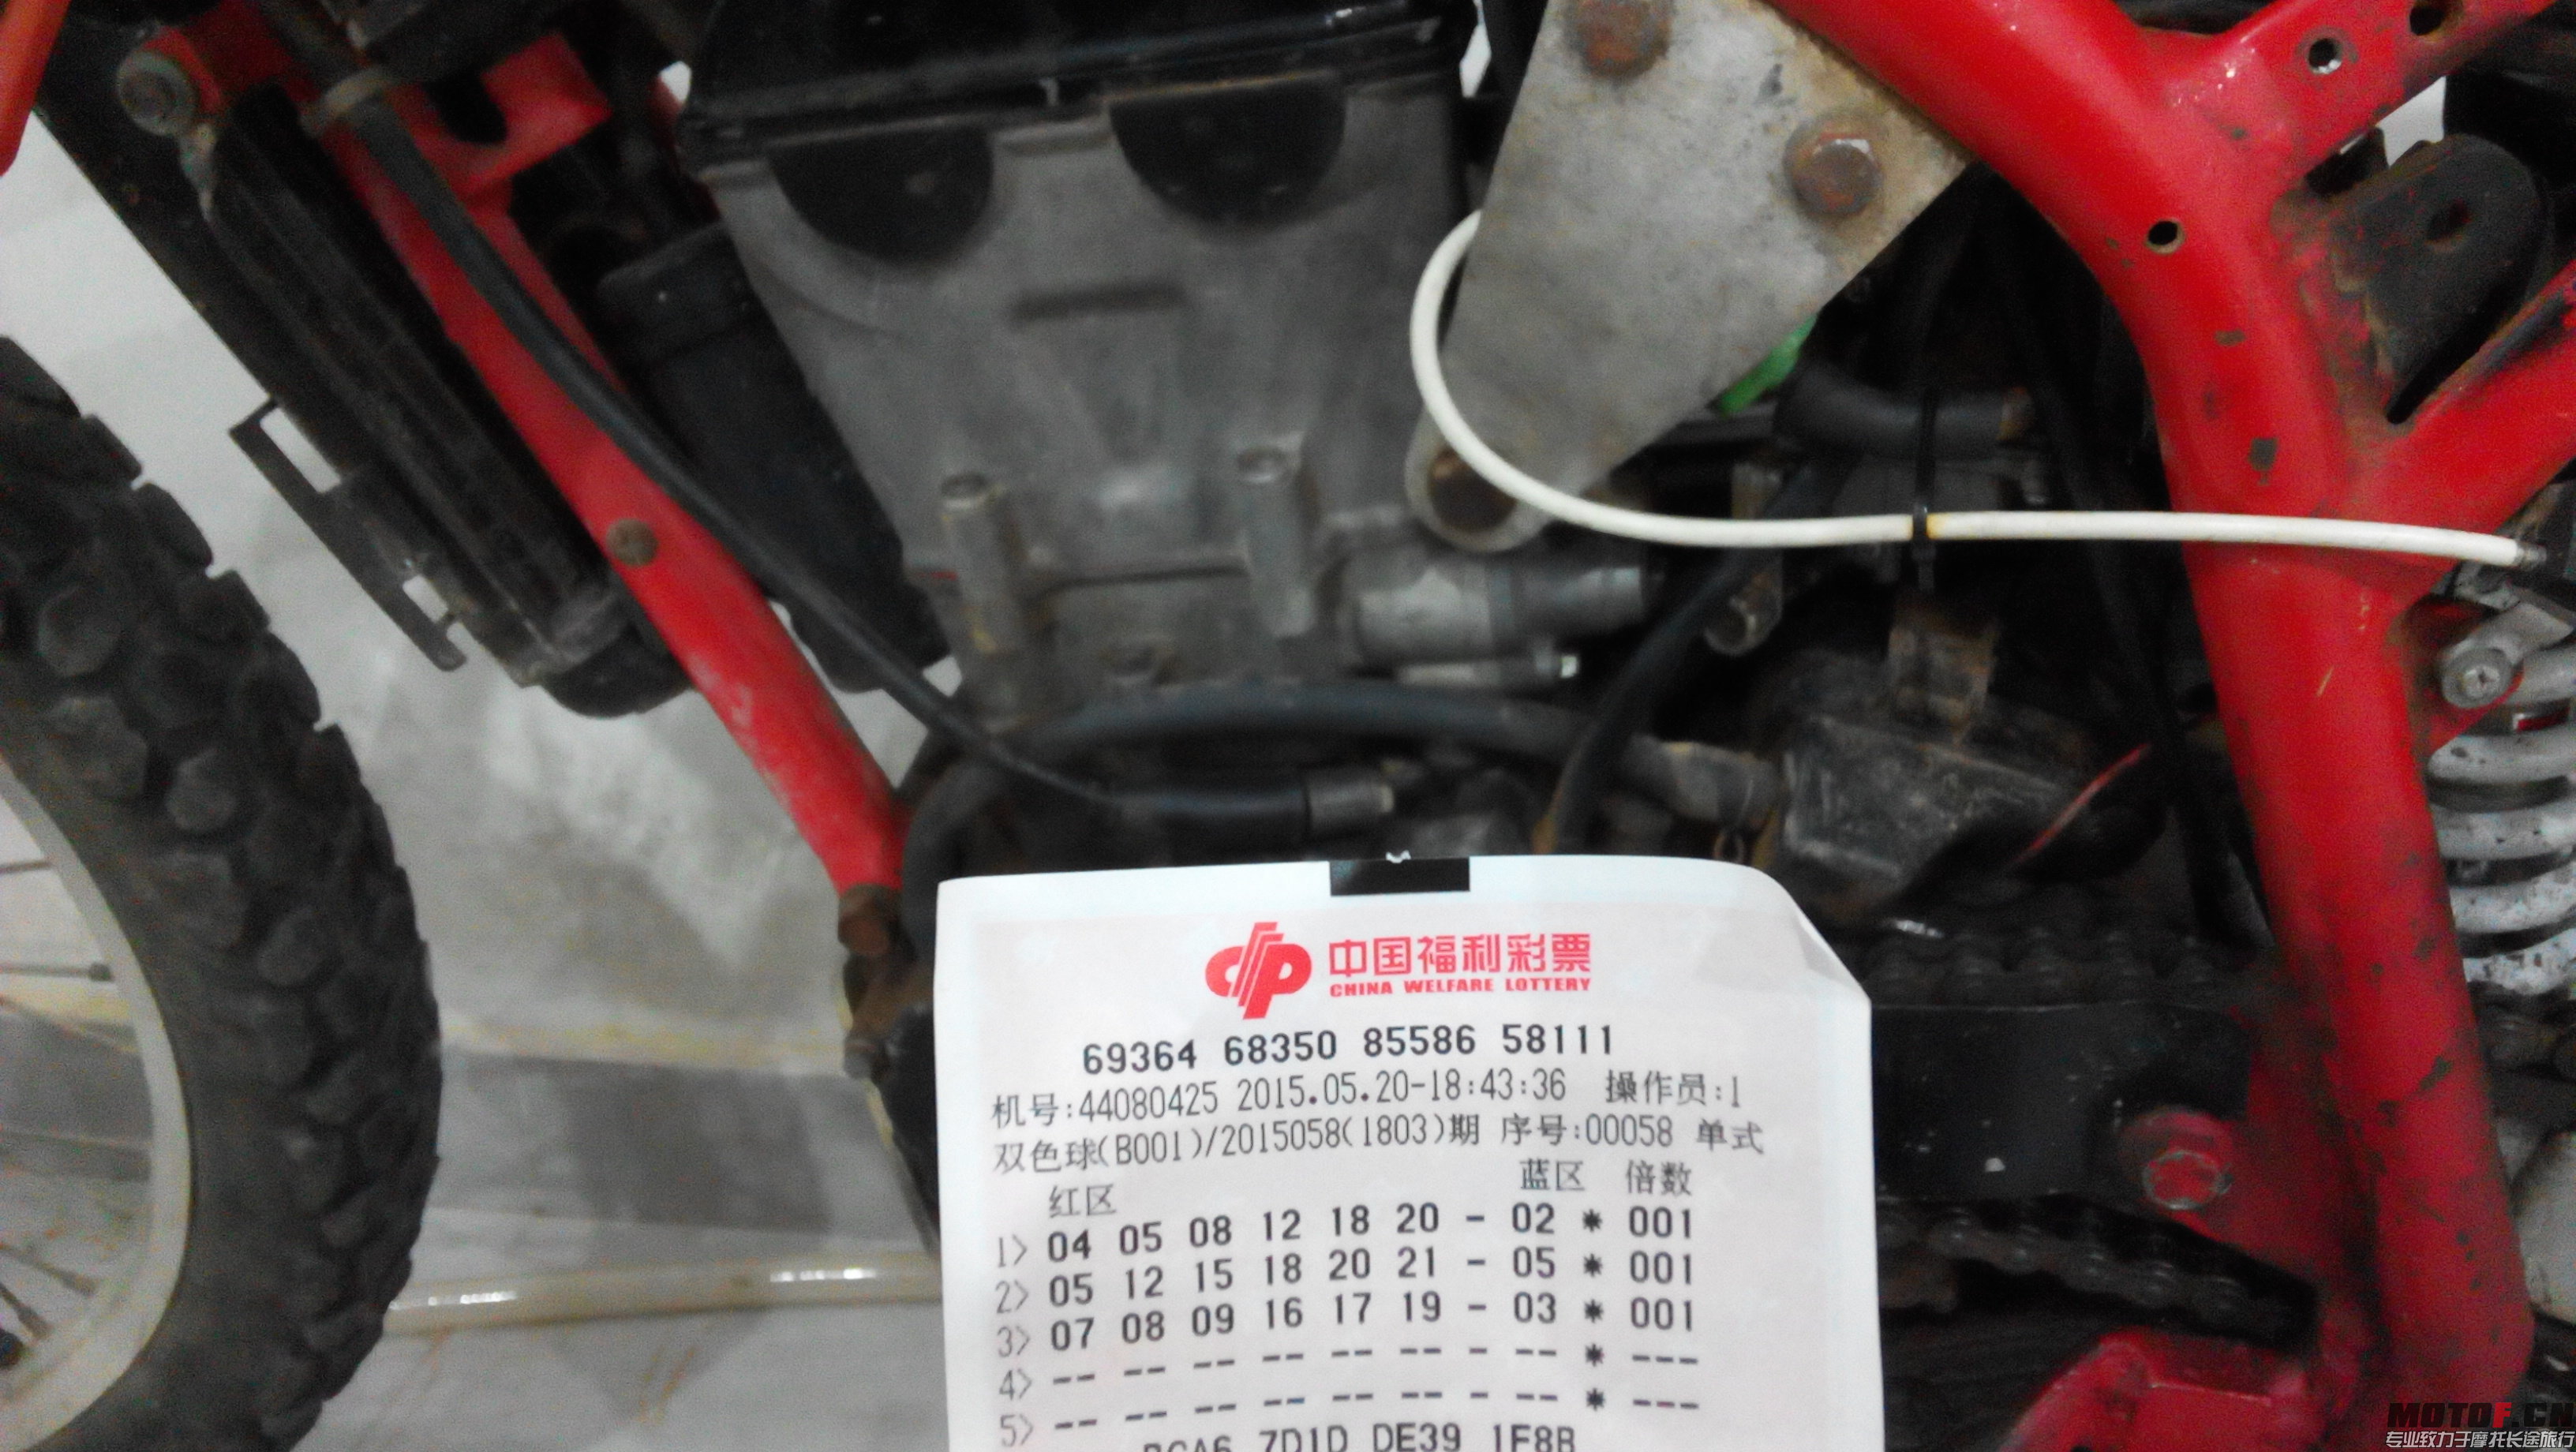 中国福利彩票
CHINA WELFARE LOTTERY
69364 68350 85586 58111
机号:44080425 2015.05.20-18:43:36 操作员:1
双色球(B001)/2015058(1803)期 序号:00058 单式
红区 蓝区 倍数
1> 04 05 08 12 18 20 - 02 * 001
2> 05 12 15 18 20 21 - 05 * 001
3> 07 08 09 16 17 19 - 03 * 001
4> -- -- -- -- -- -- - -- * ---
5> -- -- -- -- -- -- - -- * ---
7D1D DE39 1F8B
MOTOF.CN
专业致力于摩托长途旅行